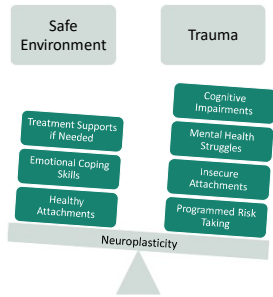 Safe
Environment
Trauma
Treatment Supports
if Needed
Emotional Coping
Skills
Healthy
Attachments
Cognitive
Impairments
Mental Health
Struggles
Insecure
Attachments
Programmed Risk
Taking
Neuroplasticity